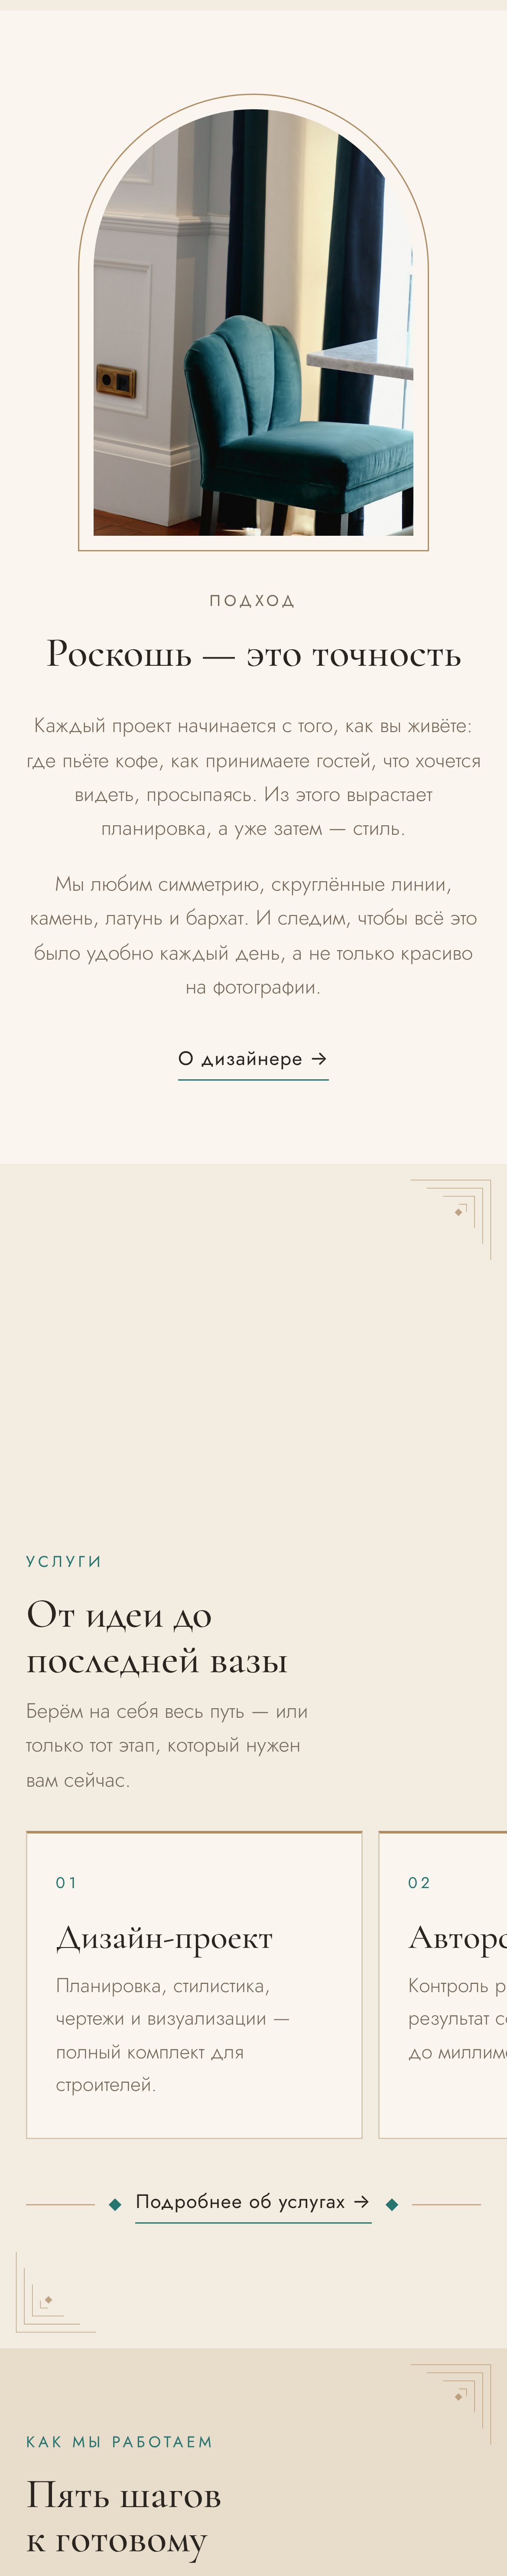 ПОДХОД
Роскошь — это точность
Каждый проект начинается с того, как вы живёте:
где пьёте кофе, как принимаете гостей, что хочется
видеть, просыпаясь. Из этого вырастает
планировка, а уже затем — стиль.
Мы любим симметрию, скруглённые линии,
камень, латунь и бархат. И следим, чтобы всё это
было удобно каждый день, а не только красиво
на фотографии.
О дизайнере →
УСЛУГИ
От идеи до
последней вазы
Берём на себя весь путь — или
только тот этап, который нужен
вам сейчас.
01
Дизайн-проект
Планировка, стилистика,
чертежи и визуализации —
полный комплект для
строителей.
02
Контроль
результат
до
Подробнее об услугах →
КАК МЫ РАБОТАЕМ
Пять шагов
к готовому